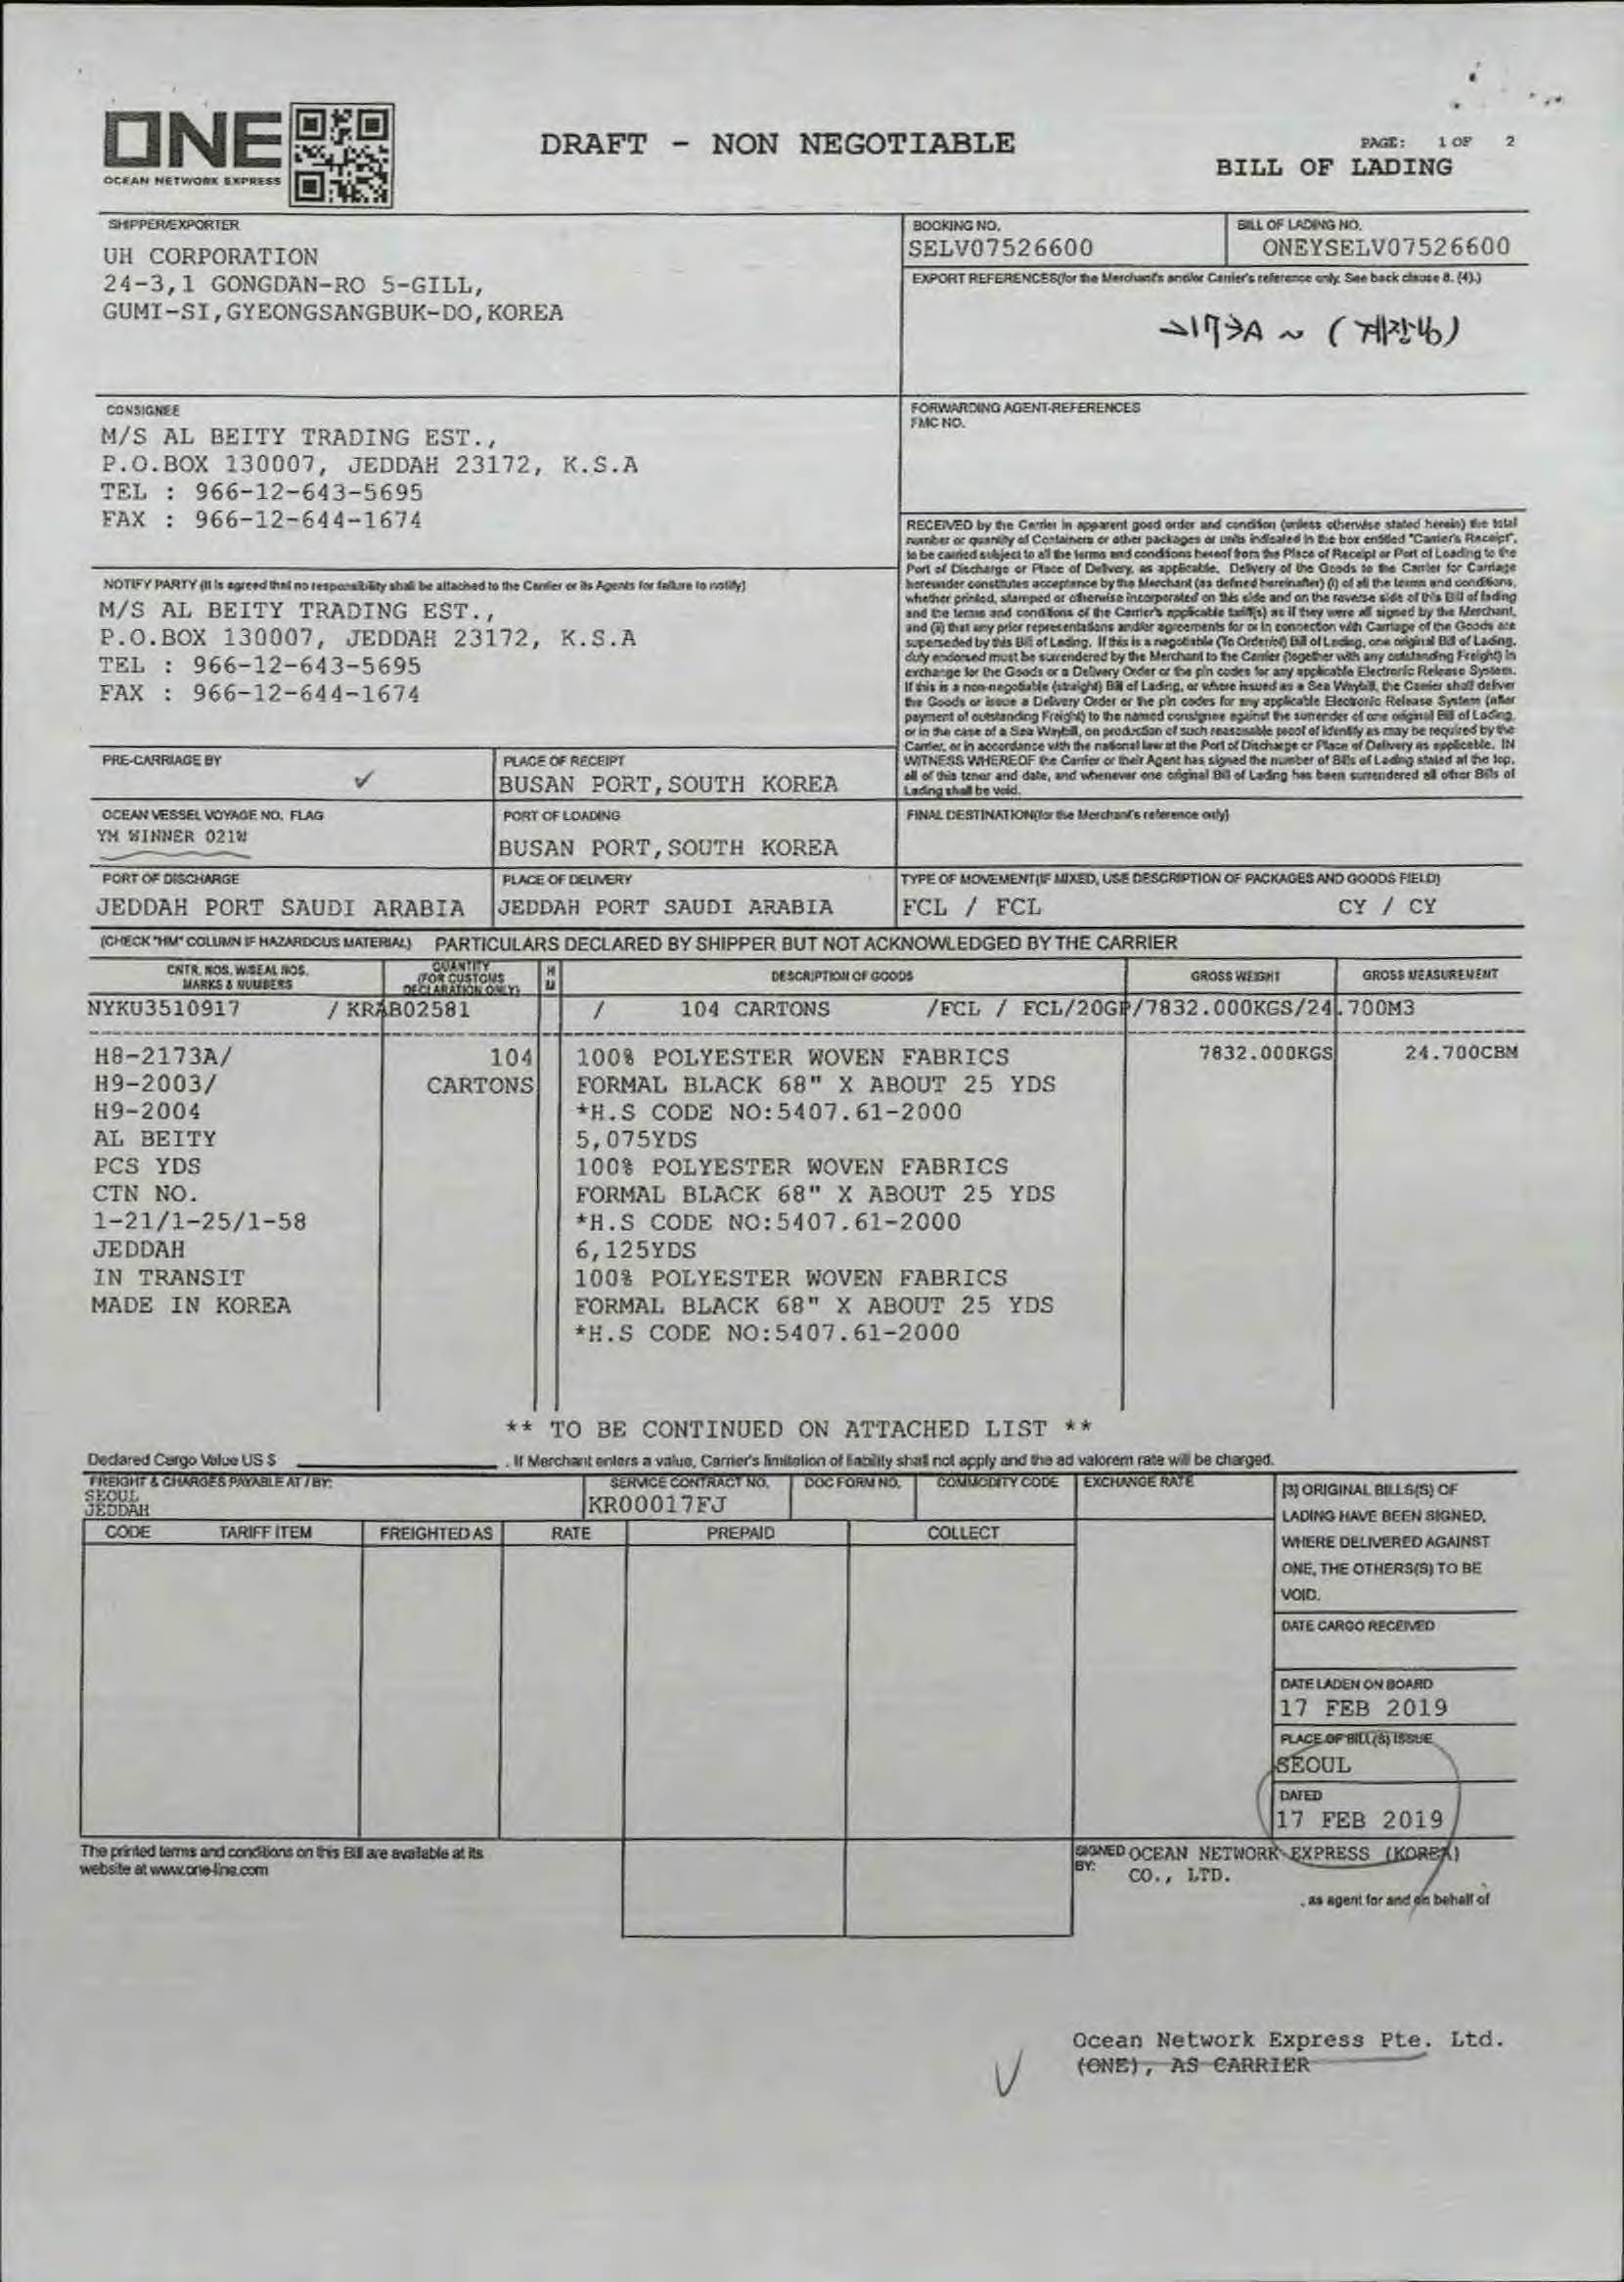 ONE
OCEAN NETWORK EXPRESS
DRAFT - NON NEGOTIABLE
PAGE: 1 OF 2
BILL OF LADING
SHIPPER/EXPORTER
UH CORPORATION
24-3,1 GONGDAN-RO 5-GILL,
GUMI-SI,GYEONGSANGBUK-DO,KOREA
BOOKING NO.
SELV07526600
BILL OF LADING NO.
ONEYSELV07526600
EXPORT REFERENCES(for the Merchant's and/or Carrier's reference only. See back clause 8. (4).)
CONSIGNEE
M/S AL BEITY TRADING EST.,
P.O.BOX 130007, JEDDAH 23172, K.S.A
TEL : 966-12-643-5695
FAX : 966-12-644-1674
FORWARDING AGENT-REFERENCES
FMC NO.
NOTIFY PARTY (It is agreed that no responsibility shall be attached to the Carrier or its Agents for failure to notify)
M/S AL BEITY TRADING EST.,
P.O.BOX 130007, JEDDAH 23172, K.S.A
TEL : 966-12-643-5695
FAX : 966-12-644-1674
RECEIVED by the Carrier in apparent good order and condition (unless otherwise stated herein) the total
number or quantity of Containers or other packages or units indicated in the box entitled "Carrier's Receipt",
to be carried subject to all the terms and conditions hereof from the Place of Receipt or Port of Loading to the
Port of Discharge or Place of Delivery, as applicable. Delivery of the Goods to the Carrier for Carriage
hereunder constitutes acceptance by the Merchant (as defined hereinafter) (i) of all the terms and conditions,
whether printed, stamped or otherwise incorporated on this side and on the reverse side of this Bill of lading
and the terms and conditions of the Carrier's applicable tariff(s) as if they were all signed by the Merchant,
and (ii) that any prior representations and/or agreements for or in connection with Carriage of the Goods are
superseded by this Bill of Lading. If this is a negotiable (To Order/of) Bill of Lading, one original Bill of Lading,
duly endorsed must be surrendered by the Merchant to the Carrier (together with any outstanding Freight) in
exchange for the Goods or a Delivery Order or the pin codes for any applicable Electronic Release System.
If this is a non-negotiable (straight) Bill of Lading, or where issued as a Sea Waybill, the Carrier shall deliver
the Goods or issue a Delivery Order or the pin codes for any applicable Electronic Release System (after
payment of outstanding Freight) to the named consignee against the surrender of one original Bill of Lading,
or in the case of a Sea Waybill, on production of such reasonable proof of identity as may be required by the
Carrier, or in accordance with the national law at the Port of Discharge or Place of Delivery as applicable. IN
WITNESS WHEREOF the Carrier or their Agent has signed the number of Bills of Lading stated at the top,
all of this tenor and date, and whenever one original Bill of Lading has been surrendered all other Bills of
Lading shall be void.
PRE-CARRIAGE BY
PLACE OF RECEIPT
BUSAN PORT,SOUTH KOREA
OCEAN VESSEL VOYAGE NO. FLAG
YM WINNER 021W
PORT OF LOADING
BUSAN PORT,SOUTH KOREA
FINAL DESTINATION(for the Merchant's reference only)
PORT OF DISCHARGE
JEDDAH PORT SAUDI ARABIA
PLACE OF DELIVERY
JEDDAH PORT SAUDI ARABIA
TYPE OF MOVEMENT(IF MIXED, USE DESCRIPTION OF PACKAGES AND GOODS FIELD)
FCL / FCL CY / CY
(CHECK "HM" COLUMN IF HAZARDOUS MATERIAL) PARTICULARS DECLARED BY SHIPPER BUT NOT ACKNOWLEDGED BY THE CARRIER
CNTR. NOS. W/SEAL NOS.
MARKS & NUMBERS
QUANTITY
(FOR CUSTOMS
DECLARATION ONLY)
H
M
DESCRIPTION OF GOODS
GROSS WEIGHT
GROSS MEASUREMENT
NYKU3510917 / KRAB02581 / 104 CARTONS /FCL / FCL/20GP/7832.000KGS/24.700M3
H8-2173A/ 104 100% POLYESTER WOVEN FABRICS 7832.000KGS 24.700CBM
H9-2003/ CARTONS FORMAL BLACK 68" X ABOUT 25 YDS
H9-2004 *H.S CODE NO:5407.61-2000
AL BEITY 5,075YDS
PCS YDS 100% POLYESTER WOVEN FABRICS
CTN NO. FORMAL BLACK 68" X ABOUT 25 YDS
1-21/1-25/1-58 *H.S CODE NO:5407.61-2000
JEDDAH 6,125YDS
IN TRANSIT 100% POLYESTER WOVEN FABRICS
MADE IN KOREA FORMAL BLACK 68" X ABOUT 25 YDS
*H.S CODE NO:5407.61-2000
** TO BE CONTINUED ON ATTACHED LIST **
Declared Cargo Value US $ . If Merchant enters a value, Carrier's limitation of liability shall not apply and the ad valorem rate will be charged.
FREIGHT & CHARGES PAYABLE AT / BY:
SEOUL
JEDDAH
SERVICE CONTRACT NO.
KR00017FJ
DOC FORM NO.
COMMODITY CODE
EXCHANGE RATE
CODE TARIFF ITEM FREIGHTED AS RATE PREPAID COLLECT
[3] ORIGINAL BILLS(S) OF
LADING HAVE BEEN SIGNED,
WHERE DELIVERED AGAINST
ONE, THE OTHERS(S) TO BE
VOID.
DATE CARGO RECEIVED
DATE LADEN ON BOARD
17 FEB 2019
PLACE OF BILL(S) ISSUE
SEOUL
DATED
17 FEB 2019
The printed terms and conditions on this Bill are available at its
website at www.one-line.com
SIGNED BY: OCEAN NETWORK EXPRESS (KOREA)
CO., LTD.
, as agent for and on behalf of
Ocean Network Express Pte. Ltd.
(ONE), AS CARRIER